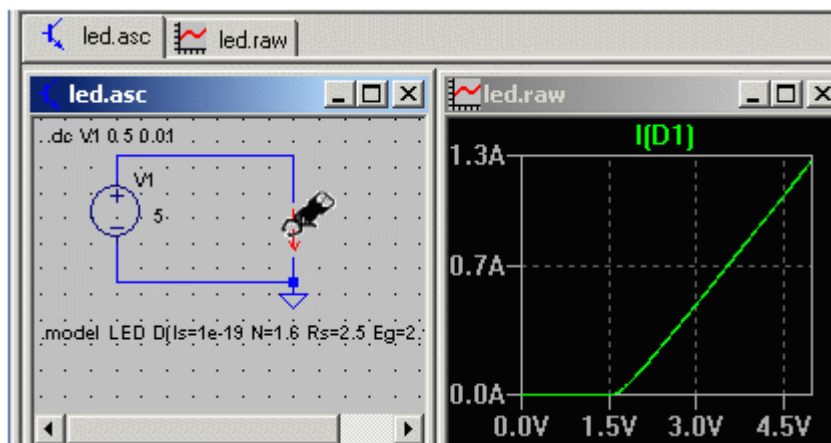 led.asc
led.raw
led.asc
.dc V1 0 5 0.01
V1
5
.model LED D(Is=1e-19 N=1.6 Rs=2.5 Eg=2.
led.raw
I(D1)
1.3A
0.7A
0.0A
0.0V 1.5V 3.0V 4.5V